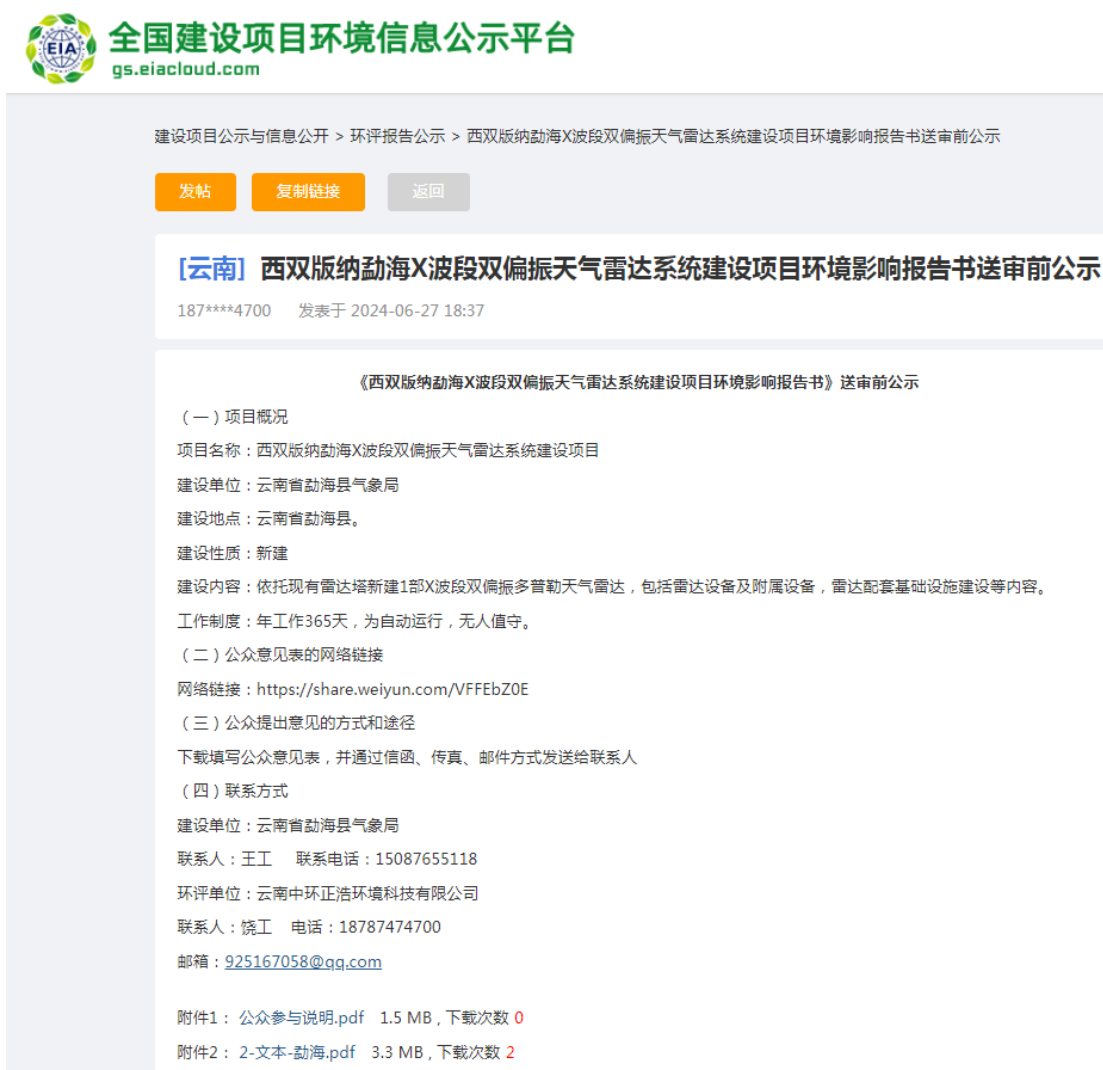 EIA
全国建设项目环境信息公示平台
gs.eiacloud.com
建设项目公示与信息公开 > 环评报告公示 > 西双版纳勐海X波段双偏振天气雷达系统建设项目环境影响报告书送审前公示
发帖 复制链接 返回
[云南] 西双版纳勐海X波段双偏振天气雷达系统建设项目环境影响报告书送审前公示
187****4700 发表于 2024-06-27 18:37
《西双版纳勐海X波段双偏振天气雷达系统建设项目环境影响报告书》送审前公示
（一）项目概况
项目名称：西双版纳勐海X波段双偏振天气雷达系统建设项目
建设单位：云南省勐海县气象局
建设地点：云南省勐海县。
建设性质：新建
建设内容：依托现有雷达塔新建1部X波段双偏振多普勒天气雷达，包括雷达设备及附属设备，雷达配套基础设施建设等内容。
工作制度：年工作365天，为自动运行，无人值守。
（二）公众意见表的网络链接
网络链接：https://share.weiyun.com/VFFEbZ0E
（三）公众提出意见的方式和途径
下载填写公众意见表，并通过信函、传真、邮件方式发送给联系人
（四）联系方式
建设单位：云南省勐海县气象局
联系人：王工 联系电话：15087655118
环评单位：云南中环正浩环境科技有限公司
联系人：饶工 电话：18787474700
邮箱：925167058@qq.com
附件1： 公众参与说明.pdf 1.5 MB , 下载次数 0
附件2： 2-文本-勐海.pdf 3.3 MB , 下载次数 2